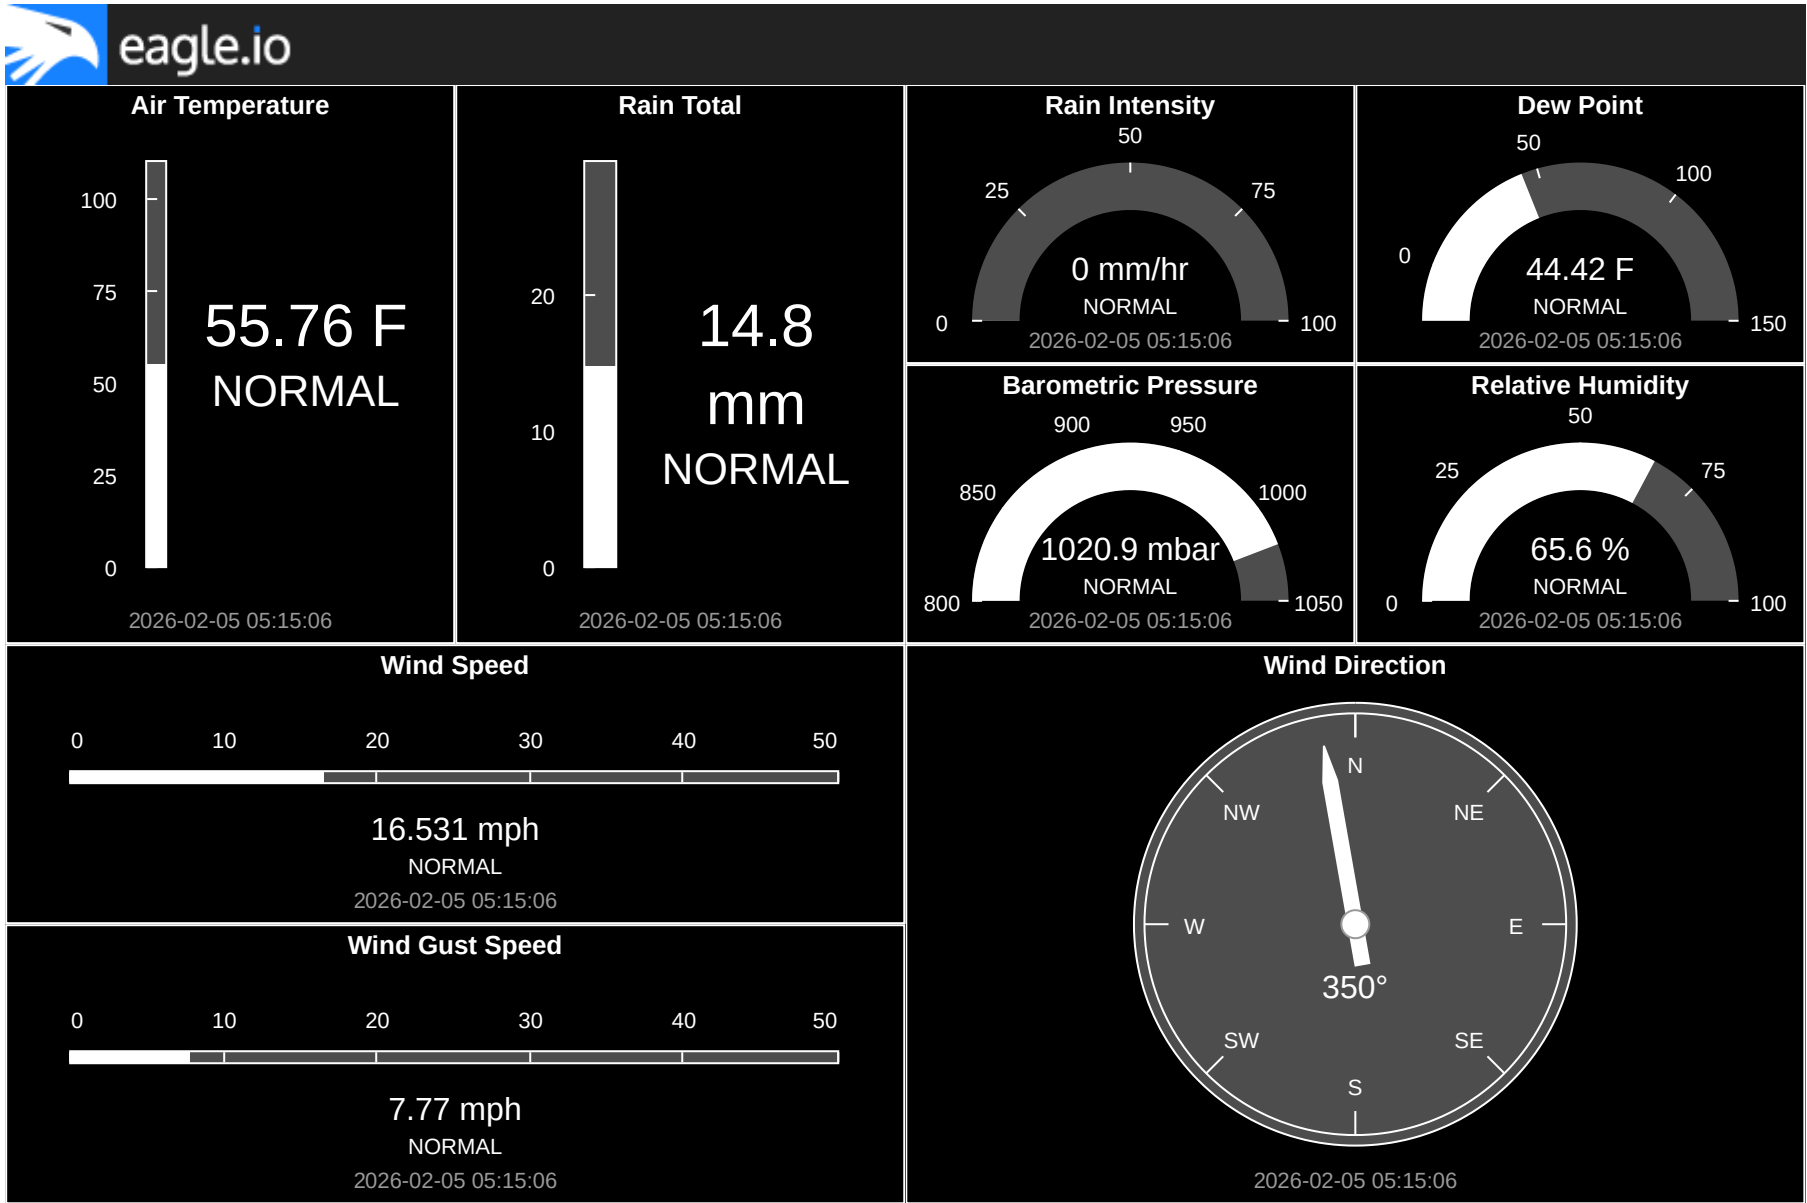 eagle.io
Air Temperature
100
75
50
25
0
55.76 F
NORMAL
2026-02-05 05:15:06
Rain Total
20
10
0
14.8
mm
NORMAL
2026-02-05 05:15:06
Rain Intensity
0
25
50
75
100
0 mm/hr
NORMAL
2026-02-05 05:15:06
Dew Point
0
50
100
150
44.42 F
NORMAL
2026-02-05 05:15:06
Barometric Pressure
800
850
900
950
1000
1050
1020.9 mbar
NORMAL
2026-02-05 05:15:06
Relative Humidity
0
25
50
75
100
65.6 %
NORMAL
2026-02-05 05:15:06
Wind Speed
0 10 20 30 40 50
16.531 mph
NORMAL
2026-02-05 05:15:06
Wind Gust Speed
0 10 20 30 40 50
7.77 mph
NORMAL
2026-02-05 05:15:06
Wind Direction
N
NW NE
W E
350°
SW SE
S
2026-02-05 05:15:06